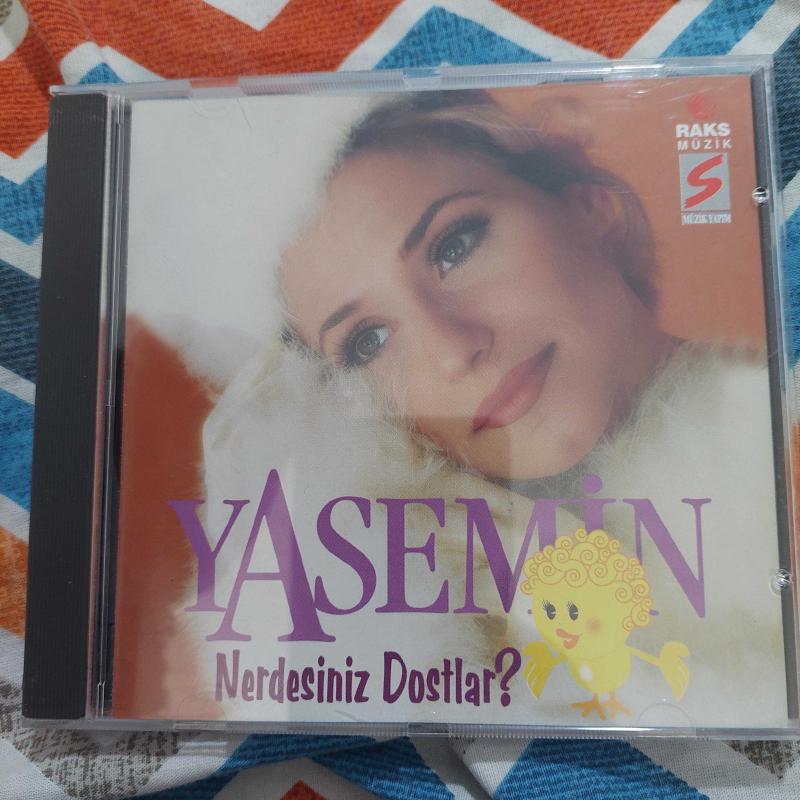 RAKS
MÜZİK
S
MÜZİK YAPIM
YASEMİN
Nerdesiniz Dostlar?